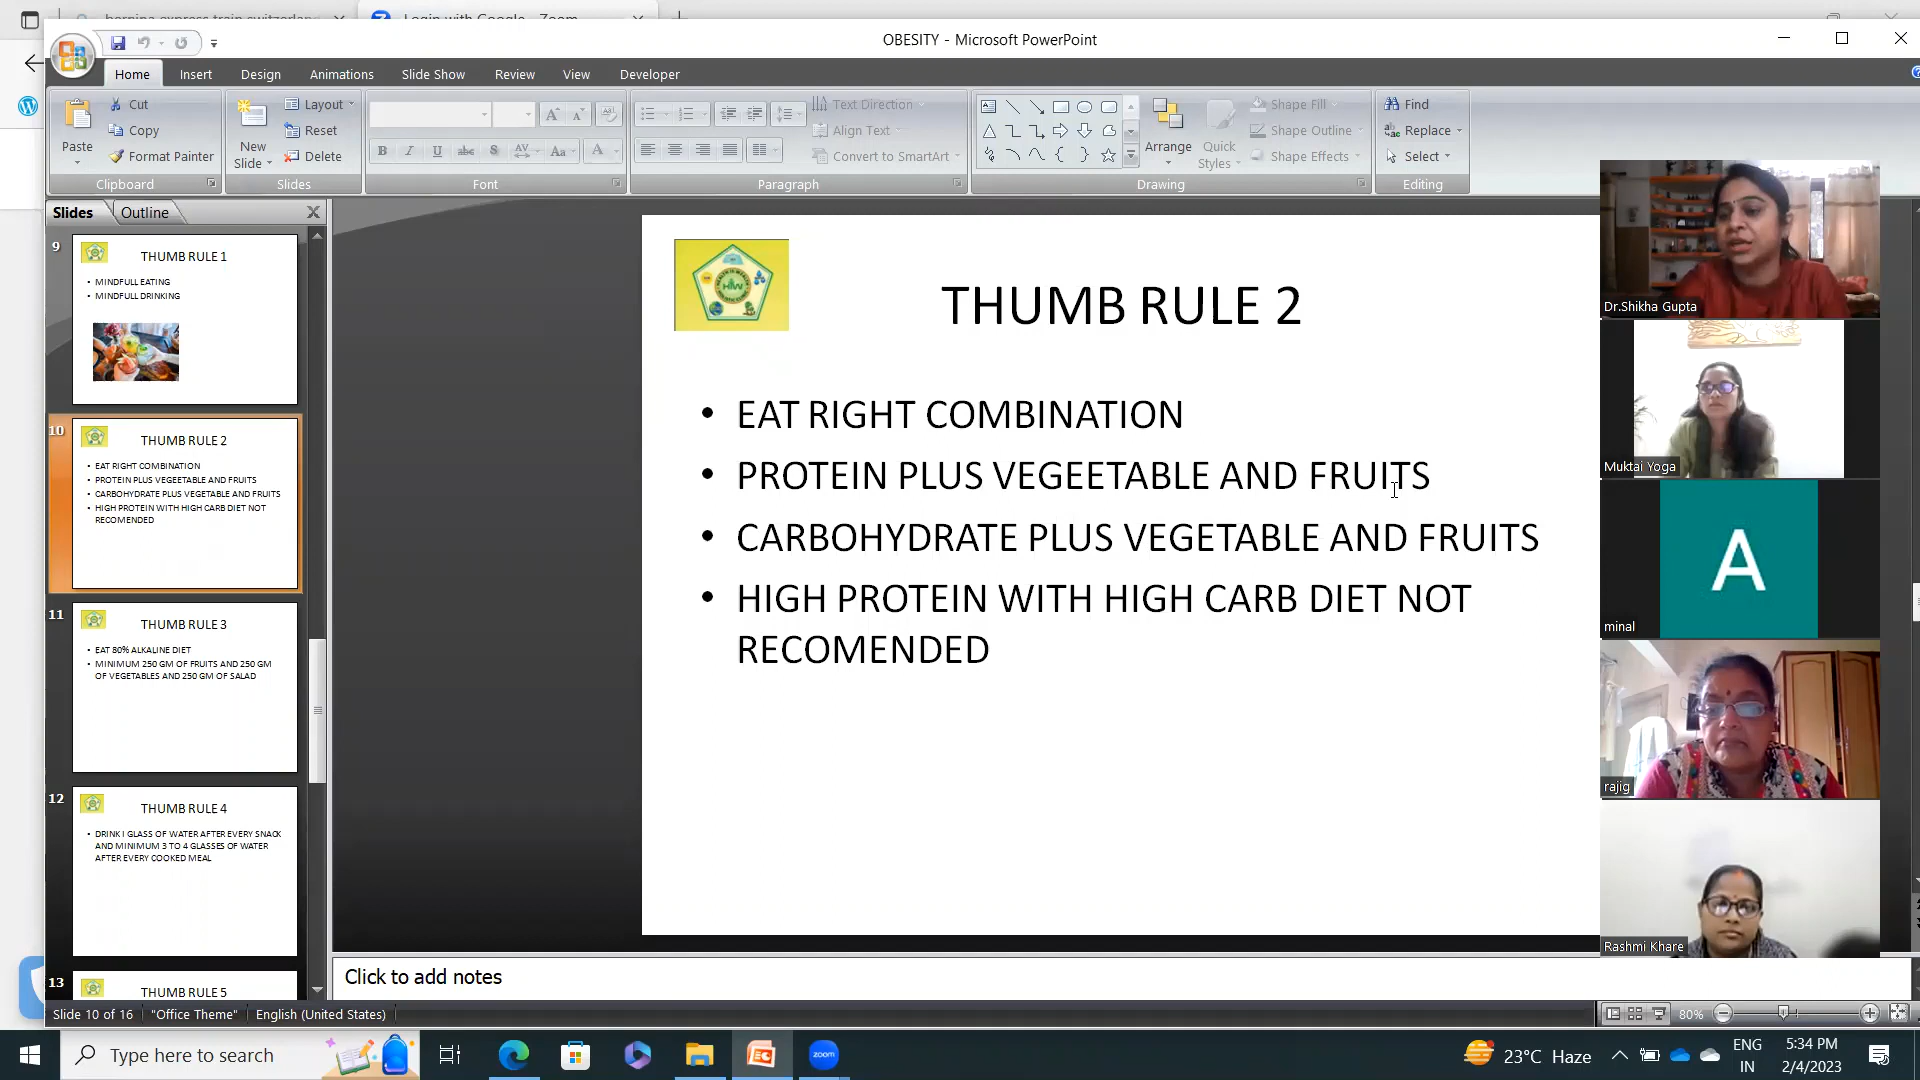 bernina express train switzerland
Login with Google - Zoom
OBESITY - Microsoft PowerPoint
Home Insert Design Animations Slide Show Review View Developer
Paste
Cut
Copy
Format Painter
Clipboard
New
Slide
Layout
Reset
Delete
Slides
Font
Text Direction
Align Text
Convert to SmartArt
Paragraph
Arrange
Quick
Styles
Shape Fill
Shape Outline
Shape Effects
Drawing
Find
Replace
Select
Editing
Slides Outline
9
THUMB RULE 1
• MINDFULL EATING
• MINDFULL DRINKING
10
THUMB RULE 2
• EAT RIGHT COMBINATION
• PROTEIN PLUS VEGEETABLE AND FRUITS
• CARBOHYDRATE PLUS VEGETABLE AND FRUITS
• HIGH PROTEIN WITH HIGH CARB DIET NOT
RECOMENDED
11
THUMB RULE 3
• EAT 80% ALKALINE DIET
• MINIMUM 250 GM OF FRUITS AND 250 GM
OF VEGETABLES AND 250 GM OF SALAD
12
THUMB RULE 4
• DRINK I GLASS OF WATER AFTER EVERY SNACK
AND MINIMUM 3 TO 4 GLASSES OF WATER
AFTER EVERY COOKED MEAL
13
THUMB RULE 5
HIW
THUMB RULE 2
• EAT RIGHT COMBINATION
• PROTEIN PLUS VEGEETABLE AND FRUITS
• CARBOHYDRATE PLUS VEGETABLE AND FRUITS
• HIGH PROTEIN WITH HIGH CARB DIET NOT
RECOMENDED
Dr.Shikha Gupta
Muktai Yoga
A
minal
rajig
Rashmi Khare
Click to add notes
Slide 10 of 16 "Office Theme" English (United States)
80%
Type here to search
zoom
23°C Haze
ENG
IN
5:34 PM
2/4/2023